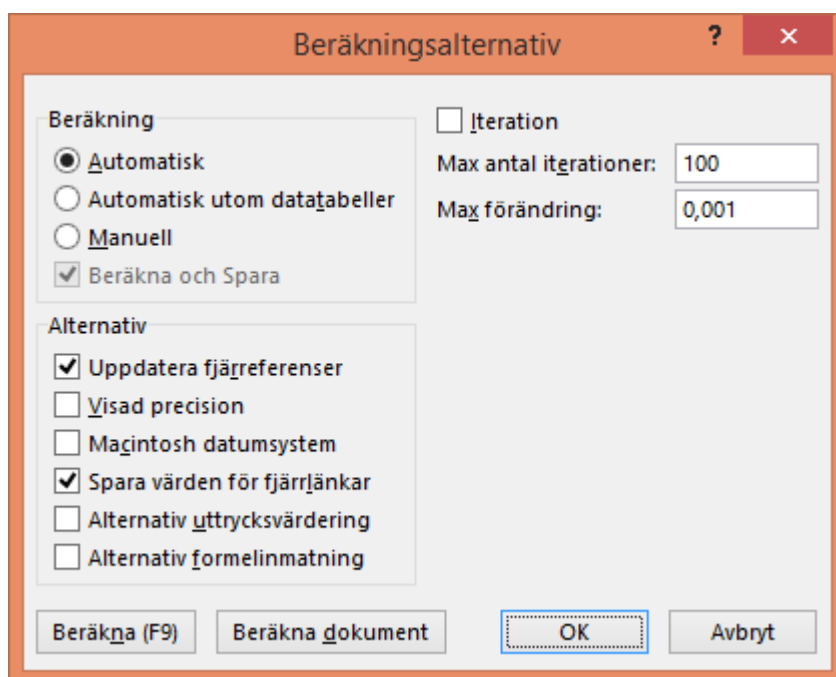 Beräkningsalternativ
?
×
Beräkning
Automatisk
Automatisk utom datatabeller
Manuell
Beräkna och Spara
Iteration
Max antal iterationer: 100
Max förändring: 0,001
Alternativ
Uppdatera fjärreferenser
Visad precision
Macintosh datumsystem
Spara värden för fjärrlänkar
Alternativ uttrycksvärdering
Alternativ formelinmatning
Beräkna (F9) Beräkna dokument OK Avbryt